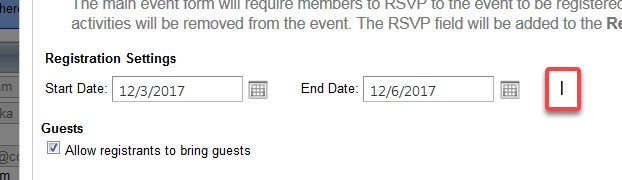 The main event form will require members to RSVP to the event to be registered
here
activities will be removed from the event. The RSVP field will be added to the Re
Registration Settings
am
Start Date: 12/3/2017 End Date: 12/6/2017 |
ka
Guests
@co
Allow registrants to bring guests